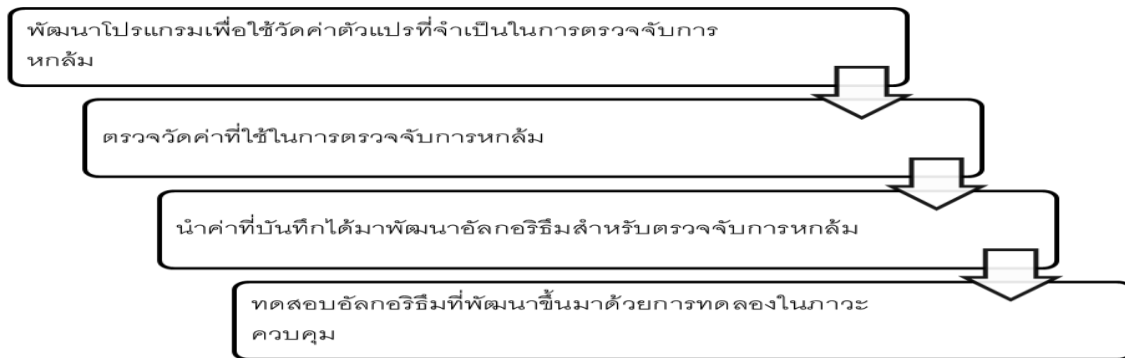 พัฒนาโปรแกรมเพื่อใช้วัดค่าตัวแปรที่จำเป็นในการตรวจจับการ
หกล้ม
ตรวจวัดค่าที่ใช้ในการตรวจจับการหกล้ม
นำค่าที่บันทึกได้มาพัฒนาอัลกอริธึมสำหรับตรวจจับการหกล้ม
ทดสอบอัลกอริธึมที่พัฒนาขึ้นมาด้วยการทดลองในภาวะ
ควบคุม